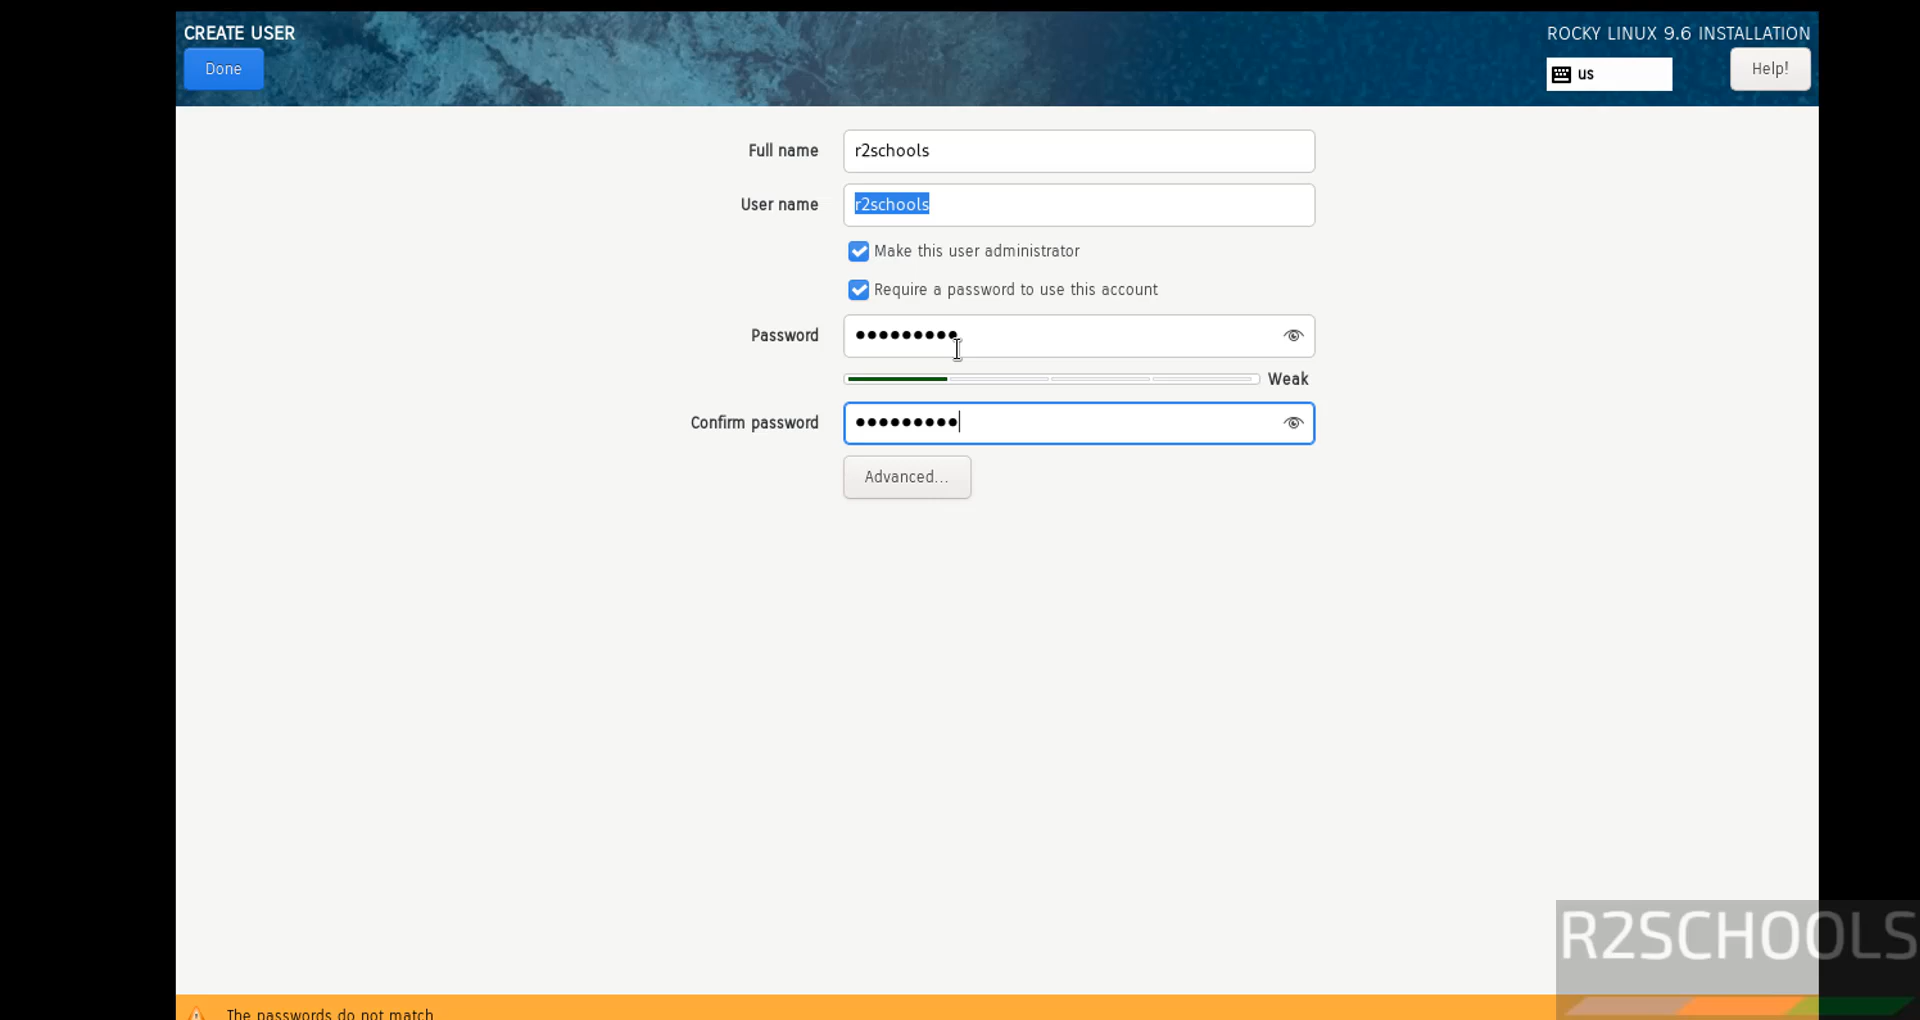 CREATE USER
ROCKY LINUX 9.6 INSTALLATION
Done
us
Help!
Full name
r2schools
User name
r2schools
Make this user administrator
Require a password to use this account
Password
●●●●●●●●●
Weak
Confirm password
●●●●●●●●●
Advanced...
R2SCHOOLS
The passwords do not match